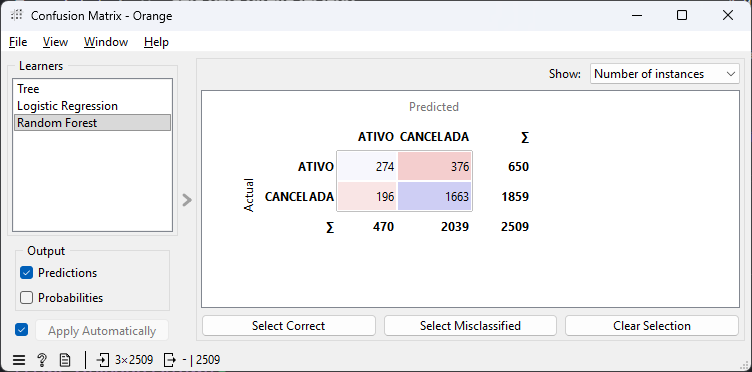 Confusion Matrix - Orange
File View Window Help
Learners
Tree
Logistic Regression
Random Forest
Output
Predictions
Probabilities
Apply Automatically
Show: Number of instances
Predicted
ATIVO CANCELADA Σ
ATIVO 274 376 650
Actual
CANCELADA 196 1663 1859
Σ 470 2039 2509
Select Correct Select Misclassified Clear Selection
3×2509 - | 2509